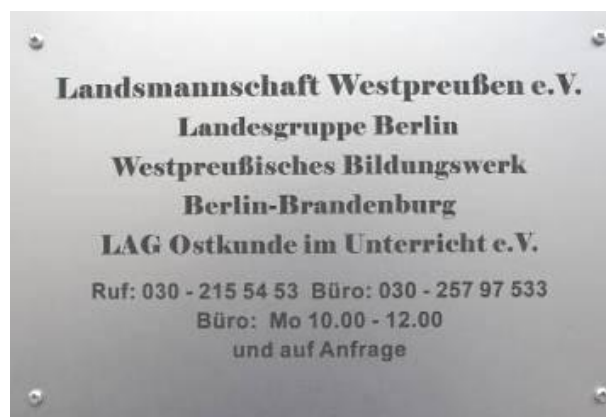 Landsmannschaft Westpreußen e.V.
Landesgruppe Berlin
Westpreußisches Bildungswerk
Berlin-Brandenburg
LAG Ostkunde im Unterricht e.V.
Ruf: 030 - 215 54 53 Büro: 030 - 257 97 533
Büro: Mo 10.00 - 12.00
und auf Anfrage